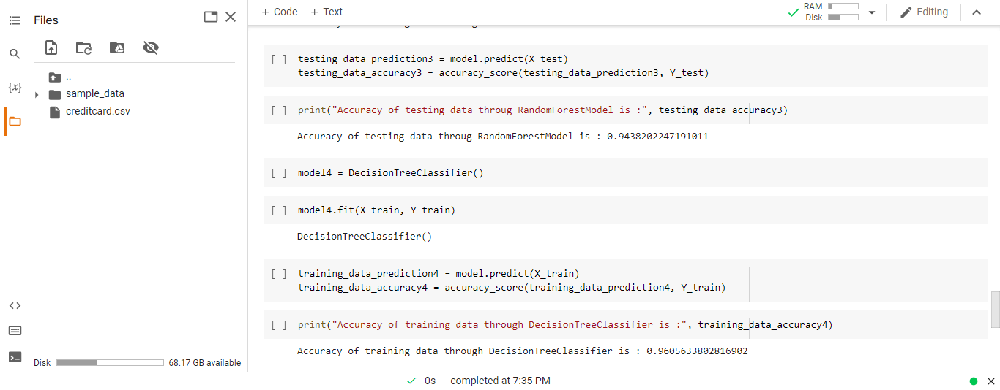 Files
+ Code + Text
RAM
Disk
Editing
..
sample_data
creditcard.csv
{x}
Disk 68.17 GB available
[ ] testing_data_prediction3 = model.predict(X_test)
testing_data_accuracy3 = accuracy_score(testing_data_prediction3, Y_test)
[ ] print("Accuracy of testing data throug RandomForestModel is :", testing_data_accuracy3)
Accuracy of testing data throug RandomForestModel is : 0.9438202247191011
[ ] model4 = DecisionTreeClassifier()
[ ] model4.fit(X_train, Y_train)
DecisionTreeClassifier()
[ ] training_data_prediction4 = model.predict(X_train)
training_data_accuracy4 = accuracy_score(training_data_prediction4, Y_train)
[ ] print("Accuracy of training data through DecisionTreeClassifier is :", training_data_accuracy4)
Accuracy of training data through DecisionTreeClassifier is : 0.9605633802816902
0s completed at 7:35 PM